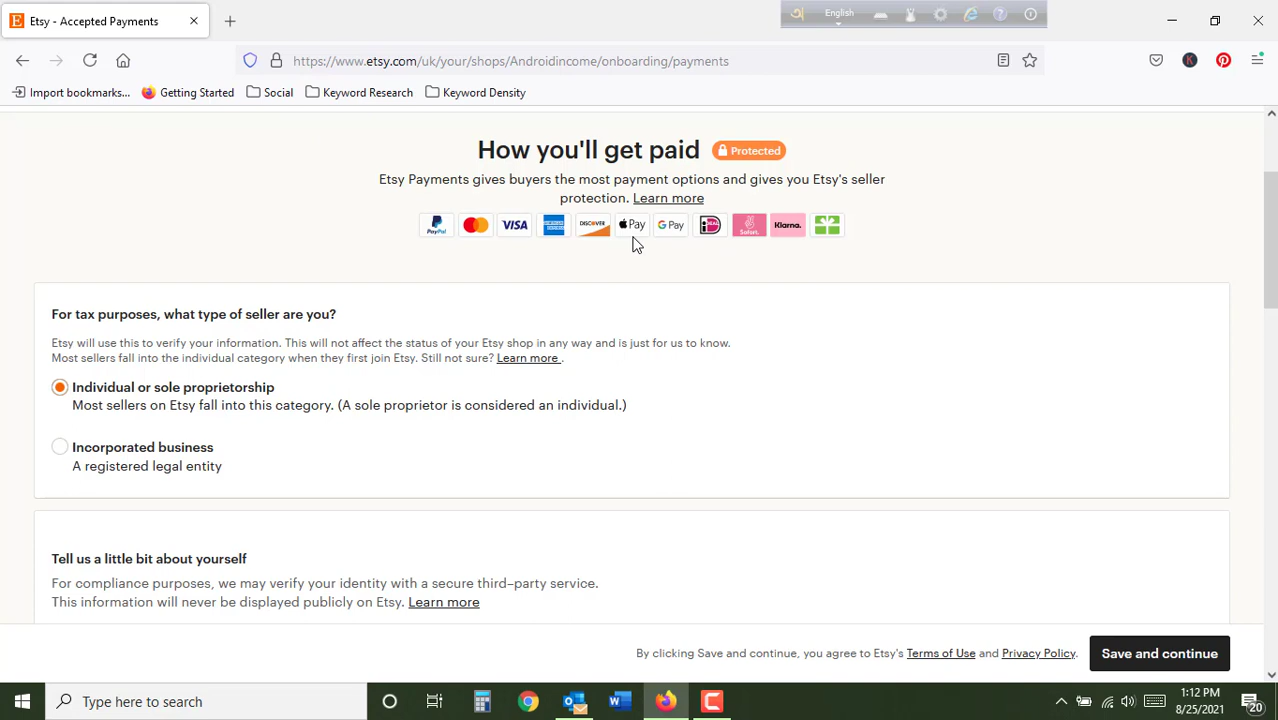 Etsy - Accepted Payments
English
https://www.etsy.com/uk/your/shops/Androidincome/onboarding/payments
K
Import bookmarks...
Getting Started
Social
Keyword Research
Keyword Density
How you'll get paid
Protected
Etsy Payments gives buyers the most payment options and gives you Etsy's seller
protection. Learn more
PayPal
VISA
DISCOVER
Pay
G Pay
Klarna.
For tax purposes, what type of seller are you?
Etsy will use this to verify your information. This will not affect the status of your Etsy shop in any way and is just for us to know.
Most sellers fall into the individual category when they first join Etsy. Still not sure? Learn more .
Individual or sole proprietorship
Most sellers on Etsy fall into this category. (A sole proprietor is considered an individual.)
Incorporated business
A registered legal entity
Tell us a little bit about yourself
For compliance purposes, we may verify your identity with a secure third-party service.
This information will never be displayed publicly on Etsy. Learn more
By clicking Save and continue, you agree to Etsy's Terms of Use and Privacy Policy.
Save and continue
Type here to search
1:12 PM
8/25/2021
20